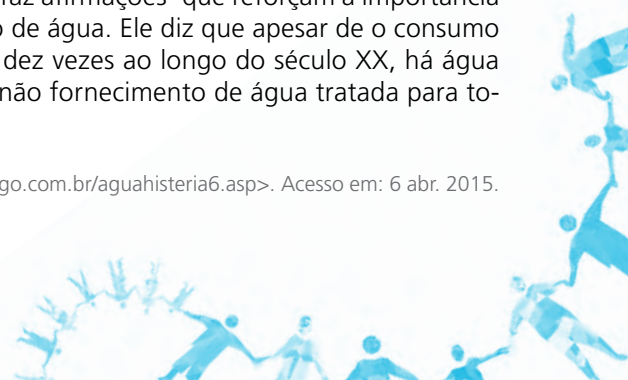 faz afirmações que reforçam a importância
o de água. Ele diz que apesar de o consumo
dez vezes ao longo do século XX, há água
não fornecimento de água tratada para to-
go.com.br/aguahisteria6.asp>. Acesso em: 6 abr. 2015.